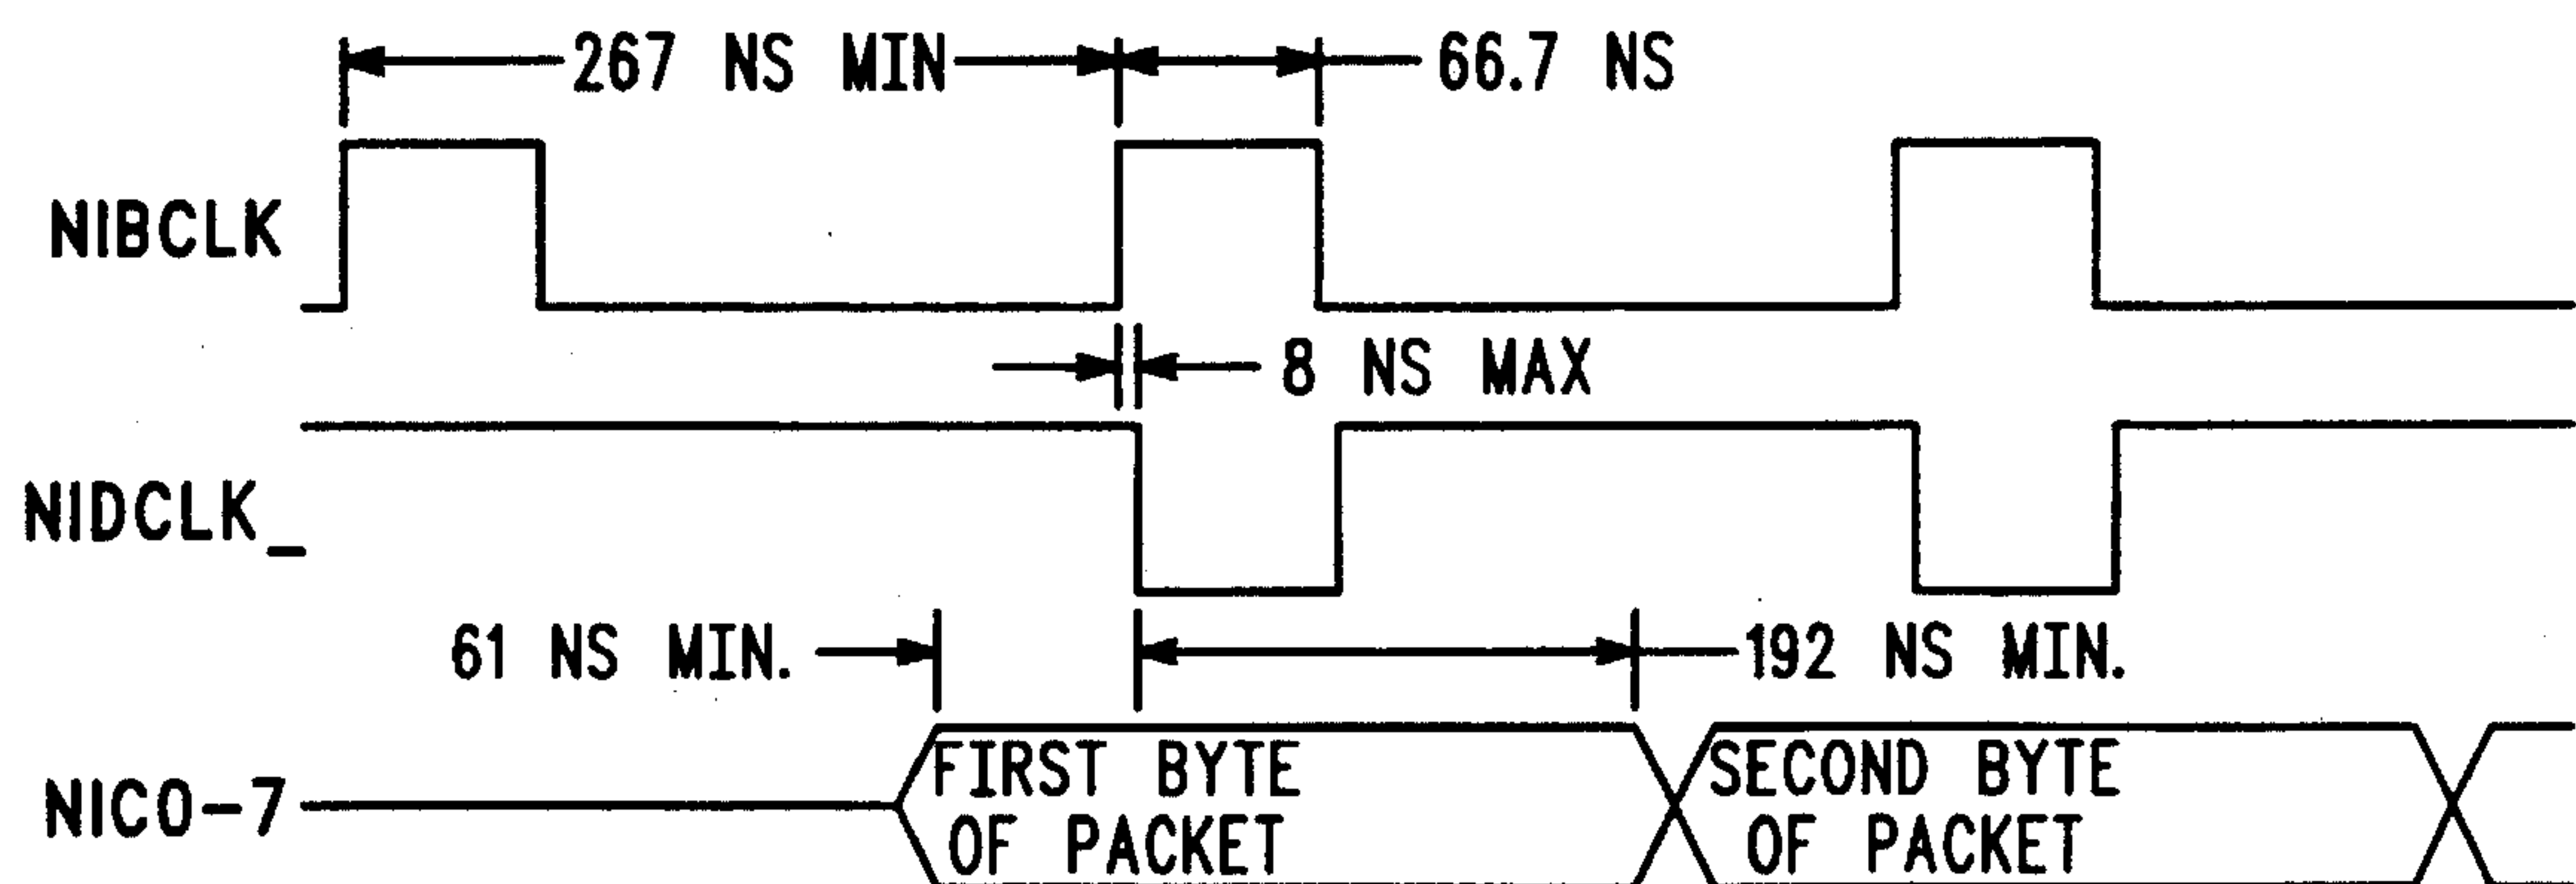 267 NS MIN
66.7 NS
NIBCLK
8 NS MAX
NIDCLK_
61 NS MIN.
192 NS MIN.
NIC0-7
FIRST BYTE
OF PACKET
SECOND BYTE
OF PACKET